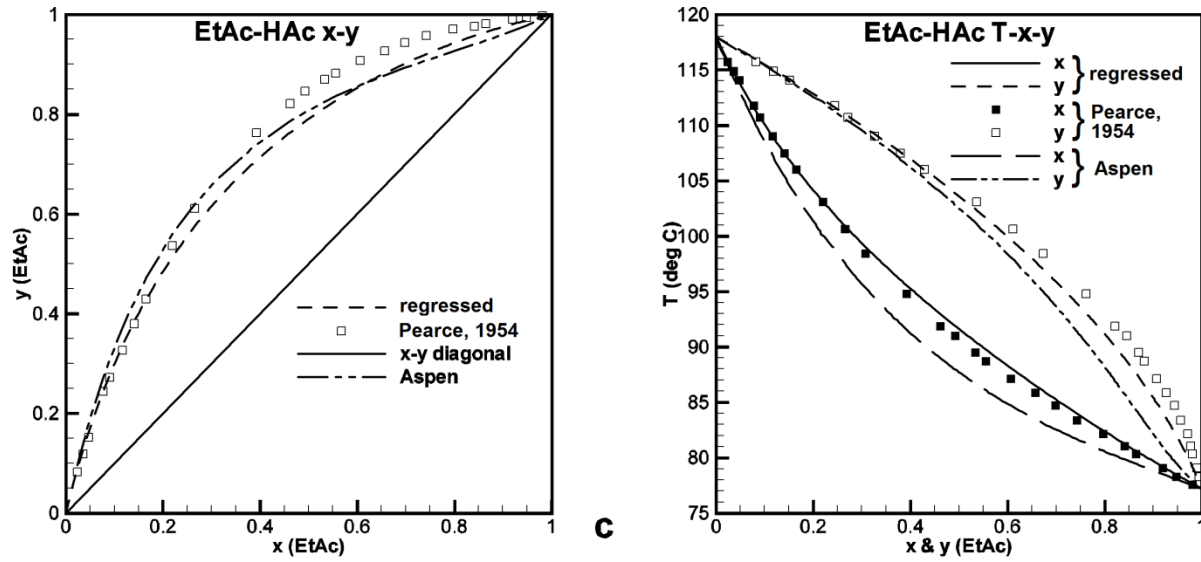 EtAc-HAc x-y
1
0.8
0.6
0.4
0.2
0
y (EtAc)
regressed
Pearce, 1954
x-y diagonal
Aspen
0
0.2
0.4
0.6
0.8
1
x (EtAc)
c
EtAc-HAc T-x-y
120
115
110
105
100
95
90
85
80
75
T (deg C)
x
y } regressed
x
y } Pearce,
1954
x
y } Aspen
0
0.2
0.4
0.6
0.8
1
x & y (EtAc)